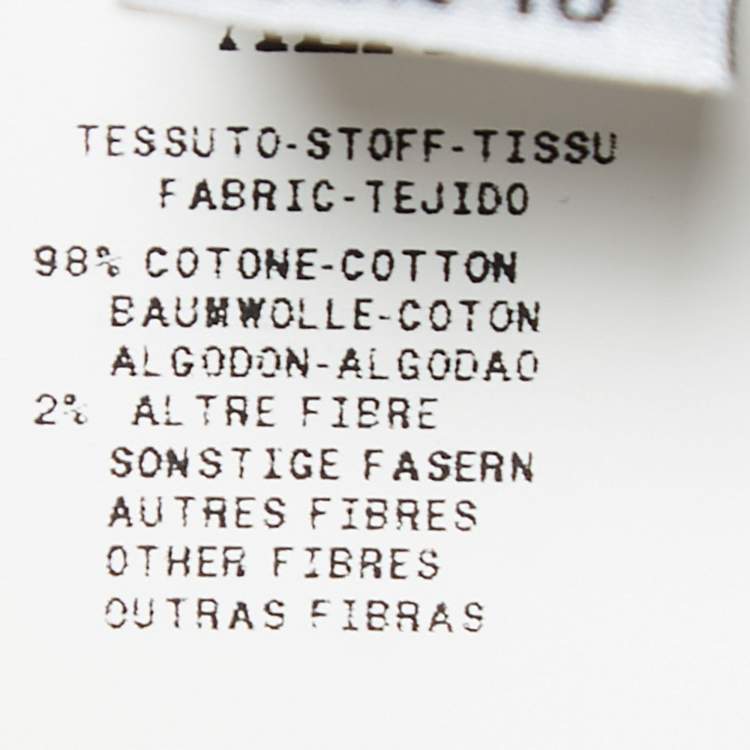 TESSUTO-STOFF-TISSU
FABRIC-TEJIDO
98% COTONE-COTTON
BAUMWOLLE-COTON
ALGODON-ALGODAO
2% ALTRE FIBRE
SONSTIGE FASERN
AUTRES FIBRES
OTHER FIBRES
OUTRAS FIBRAS